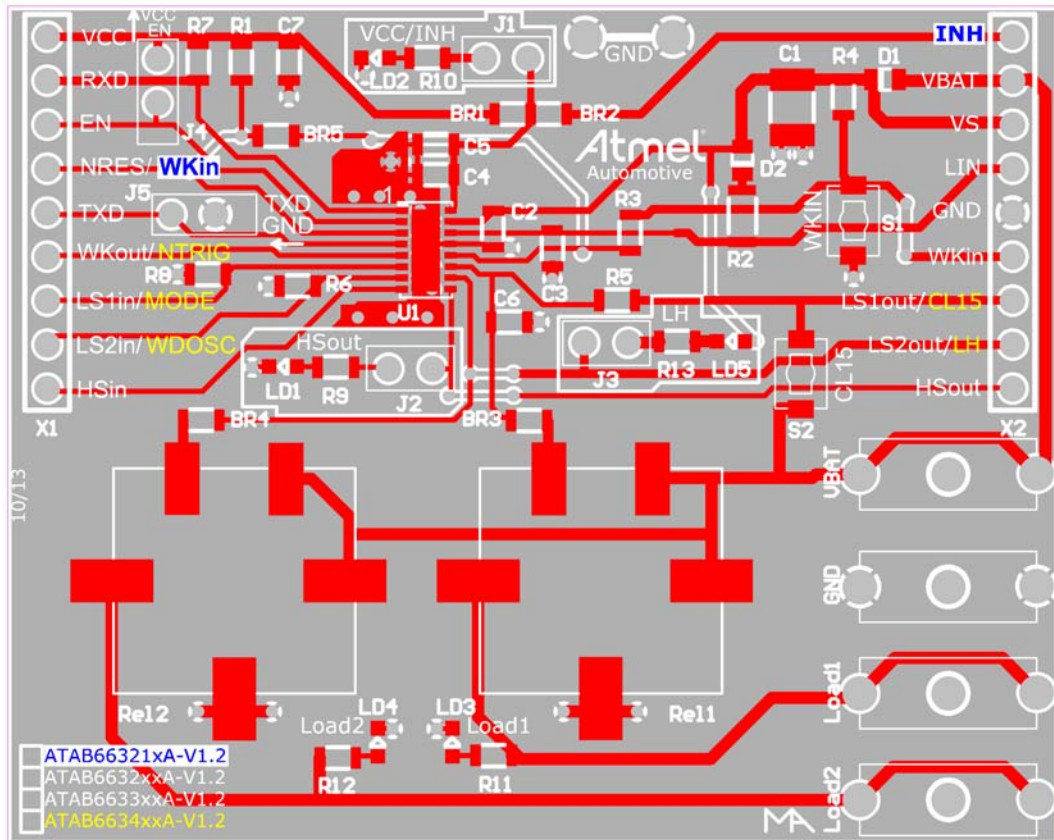 VCC
VCC
EN
R7
R1
C7
VCC/INH
J1
LD2
R10
GND
INH
RXD
C1
R4
D1
VBAT
BR1
BR2
EN
J4
BR5
Atmel
Automotive
VS
C5
C4
NRES/ WKin
D2
LIN
J5
1
TXD
TXD
GND
C2
R3
WKIN
S1
GND
WKout/NTRIG
R2
WKin
R8
R6
C3
R5
LS1in/MODE
U1
C6
LH
LS1out/CL15
LS2in/WDOSC
HSout
LS2out/LH
LD1
R9
J2
J3
R13
LD5
CL15
HSin
HSout
X1
BR4
BR3
S2
X2
VBAT
10/13
GND
Rel2
LD4
LD3
Rel1
Load2
Load1
Load1
R12
R11
ATAB66321xA-V1.2
ATAB6632xxA-V1.2
ATAB6633xxA-V1.2
ATAB6634xxA-V1.2
MA
Load2